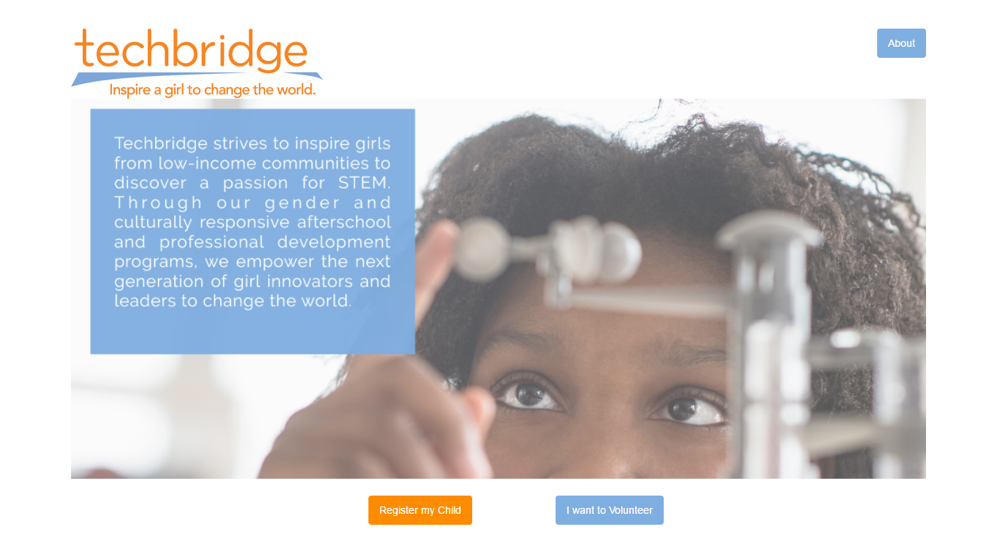 techbridge
Inspire a girl to change the world.
About
Techbridge strives to inspire girls
from low-income communities to
discover a passion for STEM.
Through our gender and
culturally responsive afterschool
and professional development
programs, we empower the next
generation of girl innovators and
leaders to change the world.
Register my Child
I want to Volunteer